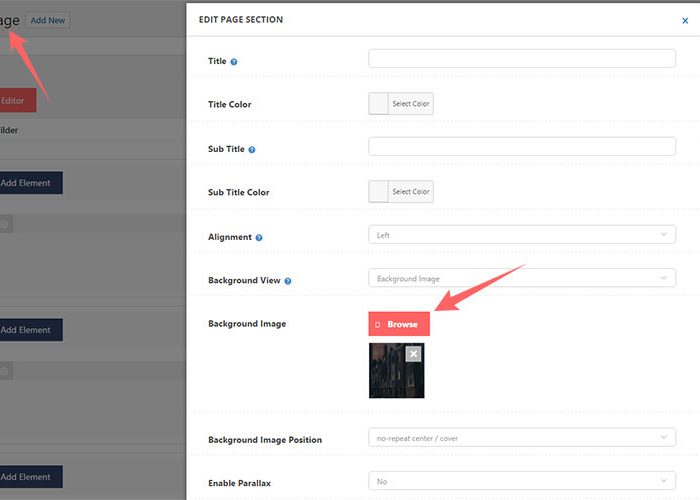 age Add New
Editor
ilder
Add Element
Add Element
Add Element
EDIT PAGE SECTION x
Title ?
Title Color Select Color
Sub Title ?
Sub Title Color Select Color
Alignment ? Left
Background View ? Background Image
Background Image Browse
x
Background Image Position no-repeat center / cover
Enable Parallax No